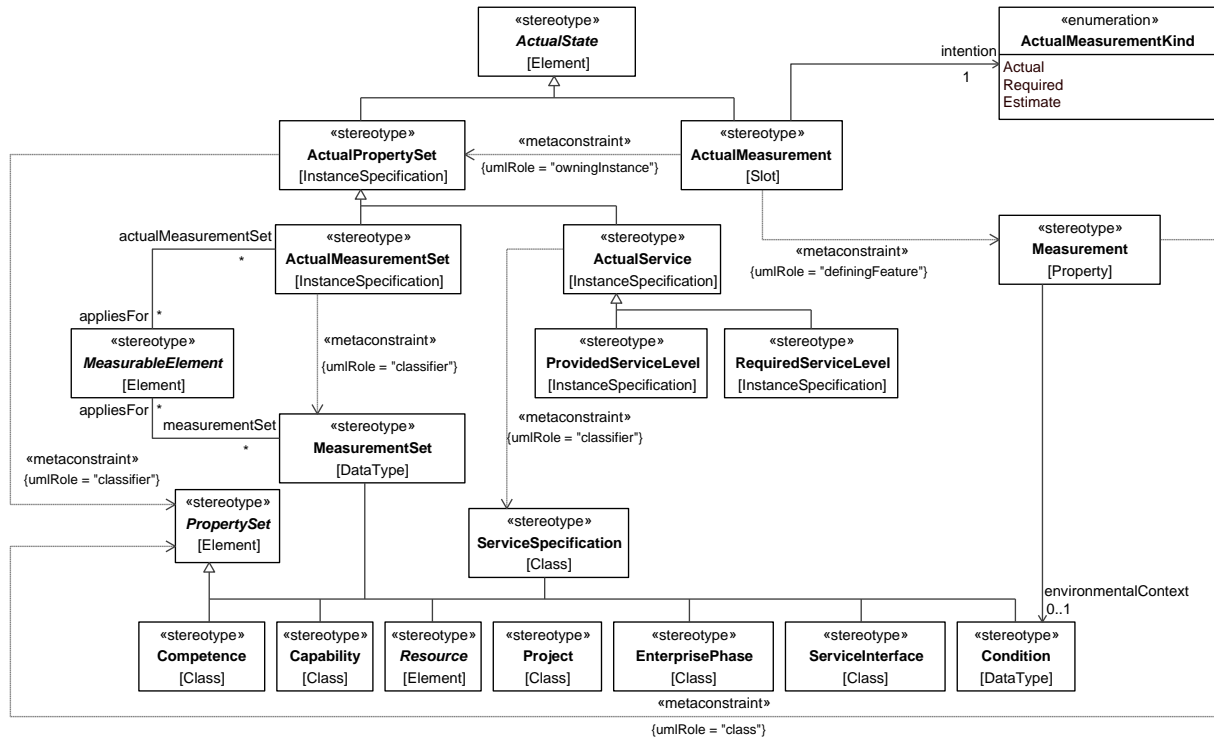 «stereotype»
ActualState
[Element]
«enumeration»
ActualMeasurementKind
Actual
Required
Estimate
intention
1
«stereotype»
ActualPropertySet
[InstanceSpecification]
«metaconstraint»
{umlRole = "owningInstance"}
«stereotype»
ActualMeasurement
[Slot]
actualMeasurementSet
*
«stereotype»
ActualMeasurementSet
[InstanceSpecification]
«stereotype»
ActualService
[InstanceSpecification]
«metaconstraint»
{umlRole = "definingFeature"}
«stereotype»
Measurement
[Property]
appliesFor
*
«stereotype»
MeasurableElement
[Element]
«metaconstraint»
{umlRole = "classifier"}
«stereotype»
ProvidedServiceLevel
[InstanceSpecification]
«stereotype»
RequiredServiceLevel
[InstanceSpecification]
appliesFor
*
measurementSet
*
«stereotype»
MeasurementSet
[DataType]
«metaconstraint»
{umlRole = "classifier"}
«metaconstraint»
{umlRole = "classifier"}
«stereotype»
PropertySet
[Element]
«stereotype»
ServiceSpecification
[Class]
environmentalContext
0..1
«stereotype»
Competence
[Class]
«stereotype»
Capability
[Class]
«stereotype»
Resource
[Element]
«stereotype»
Project
[Class]
«stereotype»
EnterprisePhase
[Class]
«stereotype»
ServiceInterface
[Class]
«stereotype»
Condition
[DataType]
«metaconstraint»
{umlRole = "class"}